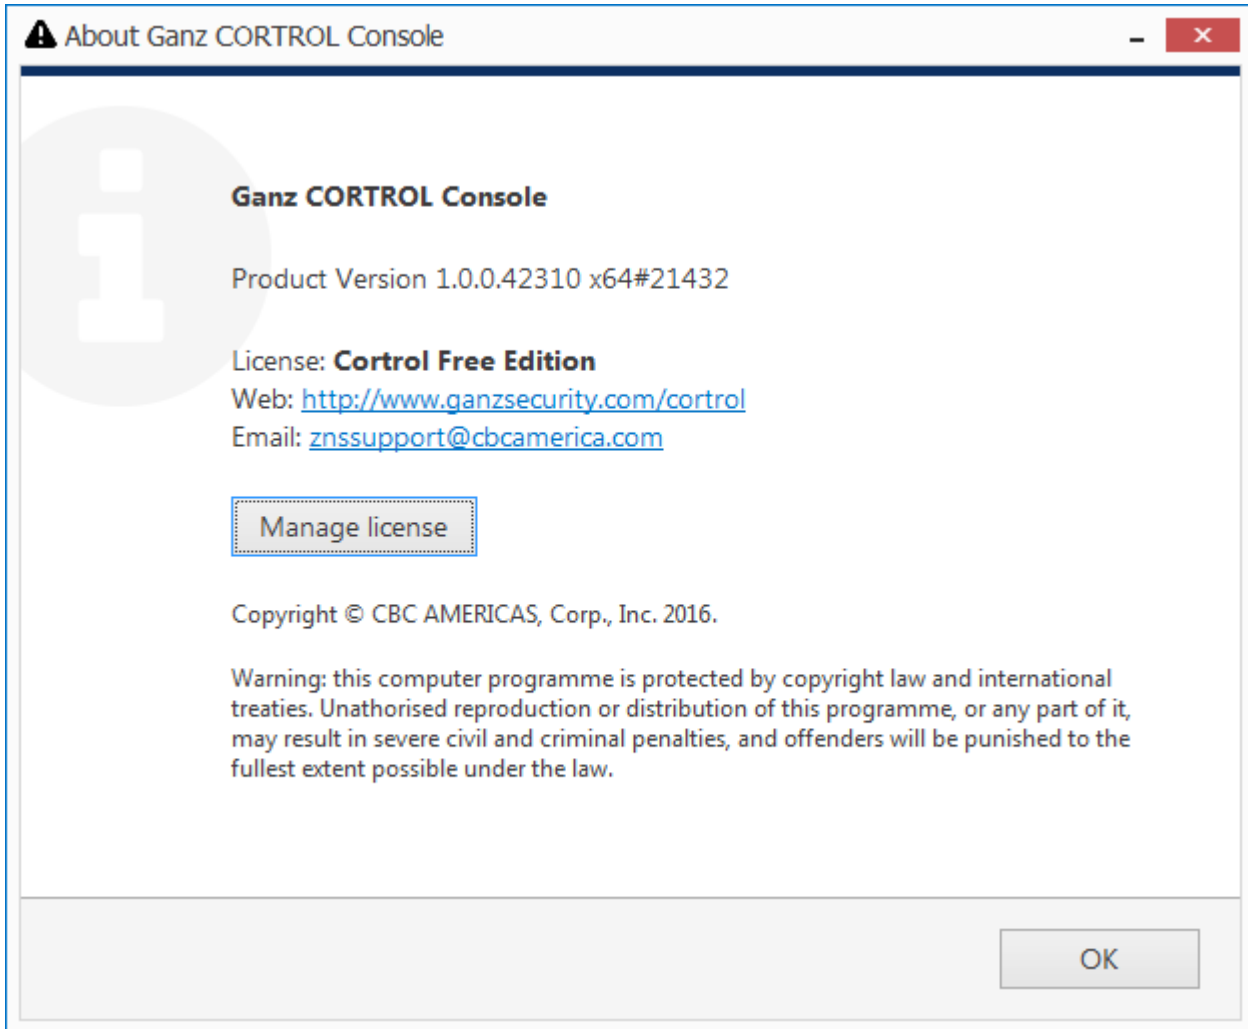 About Ganz CORTROL Console
Ganz CORTROL Console
Product Version 1.0.0.42310 x64#21432
License: Cortrol Free Edition
Web: http://www.ganzsecurity.com/cortrol
Email: znssupport@cbcamerica.com
Manage license
Copyright © CBC AMERICAS, Corp., Inc. 2016.
Warning: this computer programme is protected by copyright law and international
treaties. Unathorised reproduction or distribution of this programme, or any part of it,
may result in severe civil and criminal penalties, and offenders will be punished to the
fullest extent possible under the law.
OK